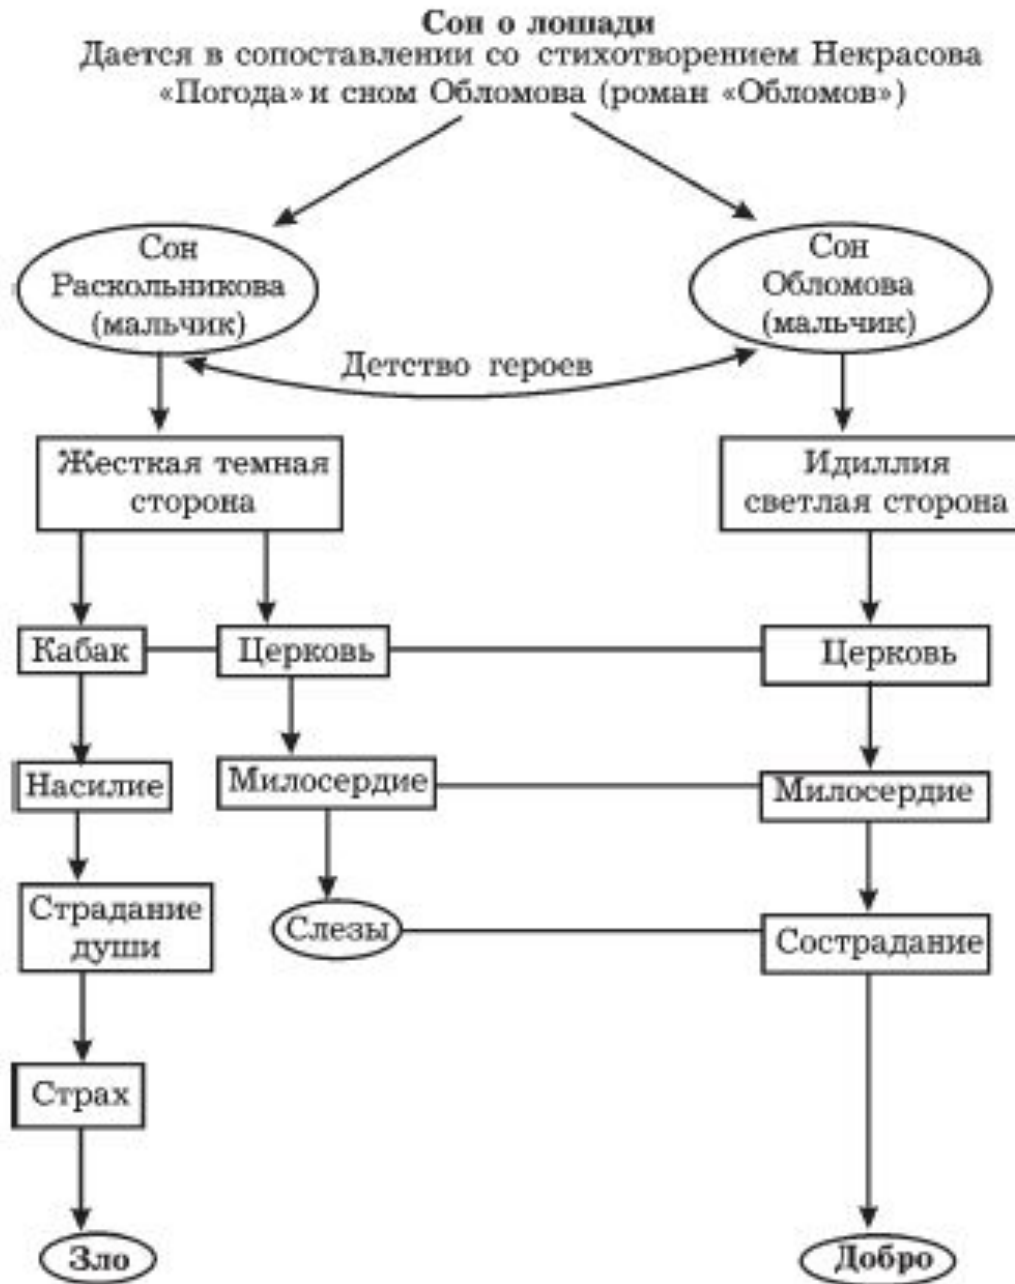 Сон о лошади
Дается в сопоставлении со стихотворением Некрасова
«Погода» и сном Обломова (роман «Обломов»)
Сон
Раскольникова
(мальчик)
Сон
Обломова
(мальчик)
Детство героев
Жесткая темная
сторона
Идиллия
светлая сторона
Кабак
Церковь
Церковь
Насилие
Милосердие
Милосердие
Страдание
души
Слезы
Сострадание
Страх
Зло
Добро